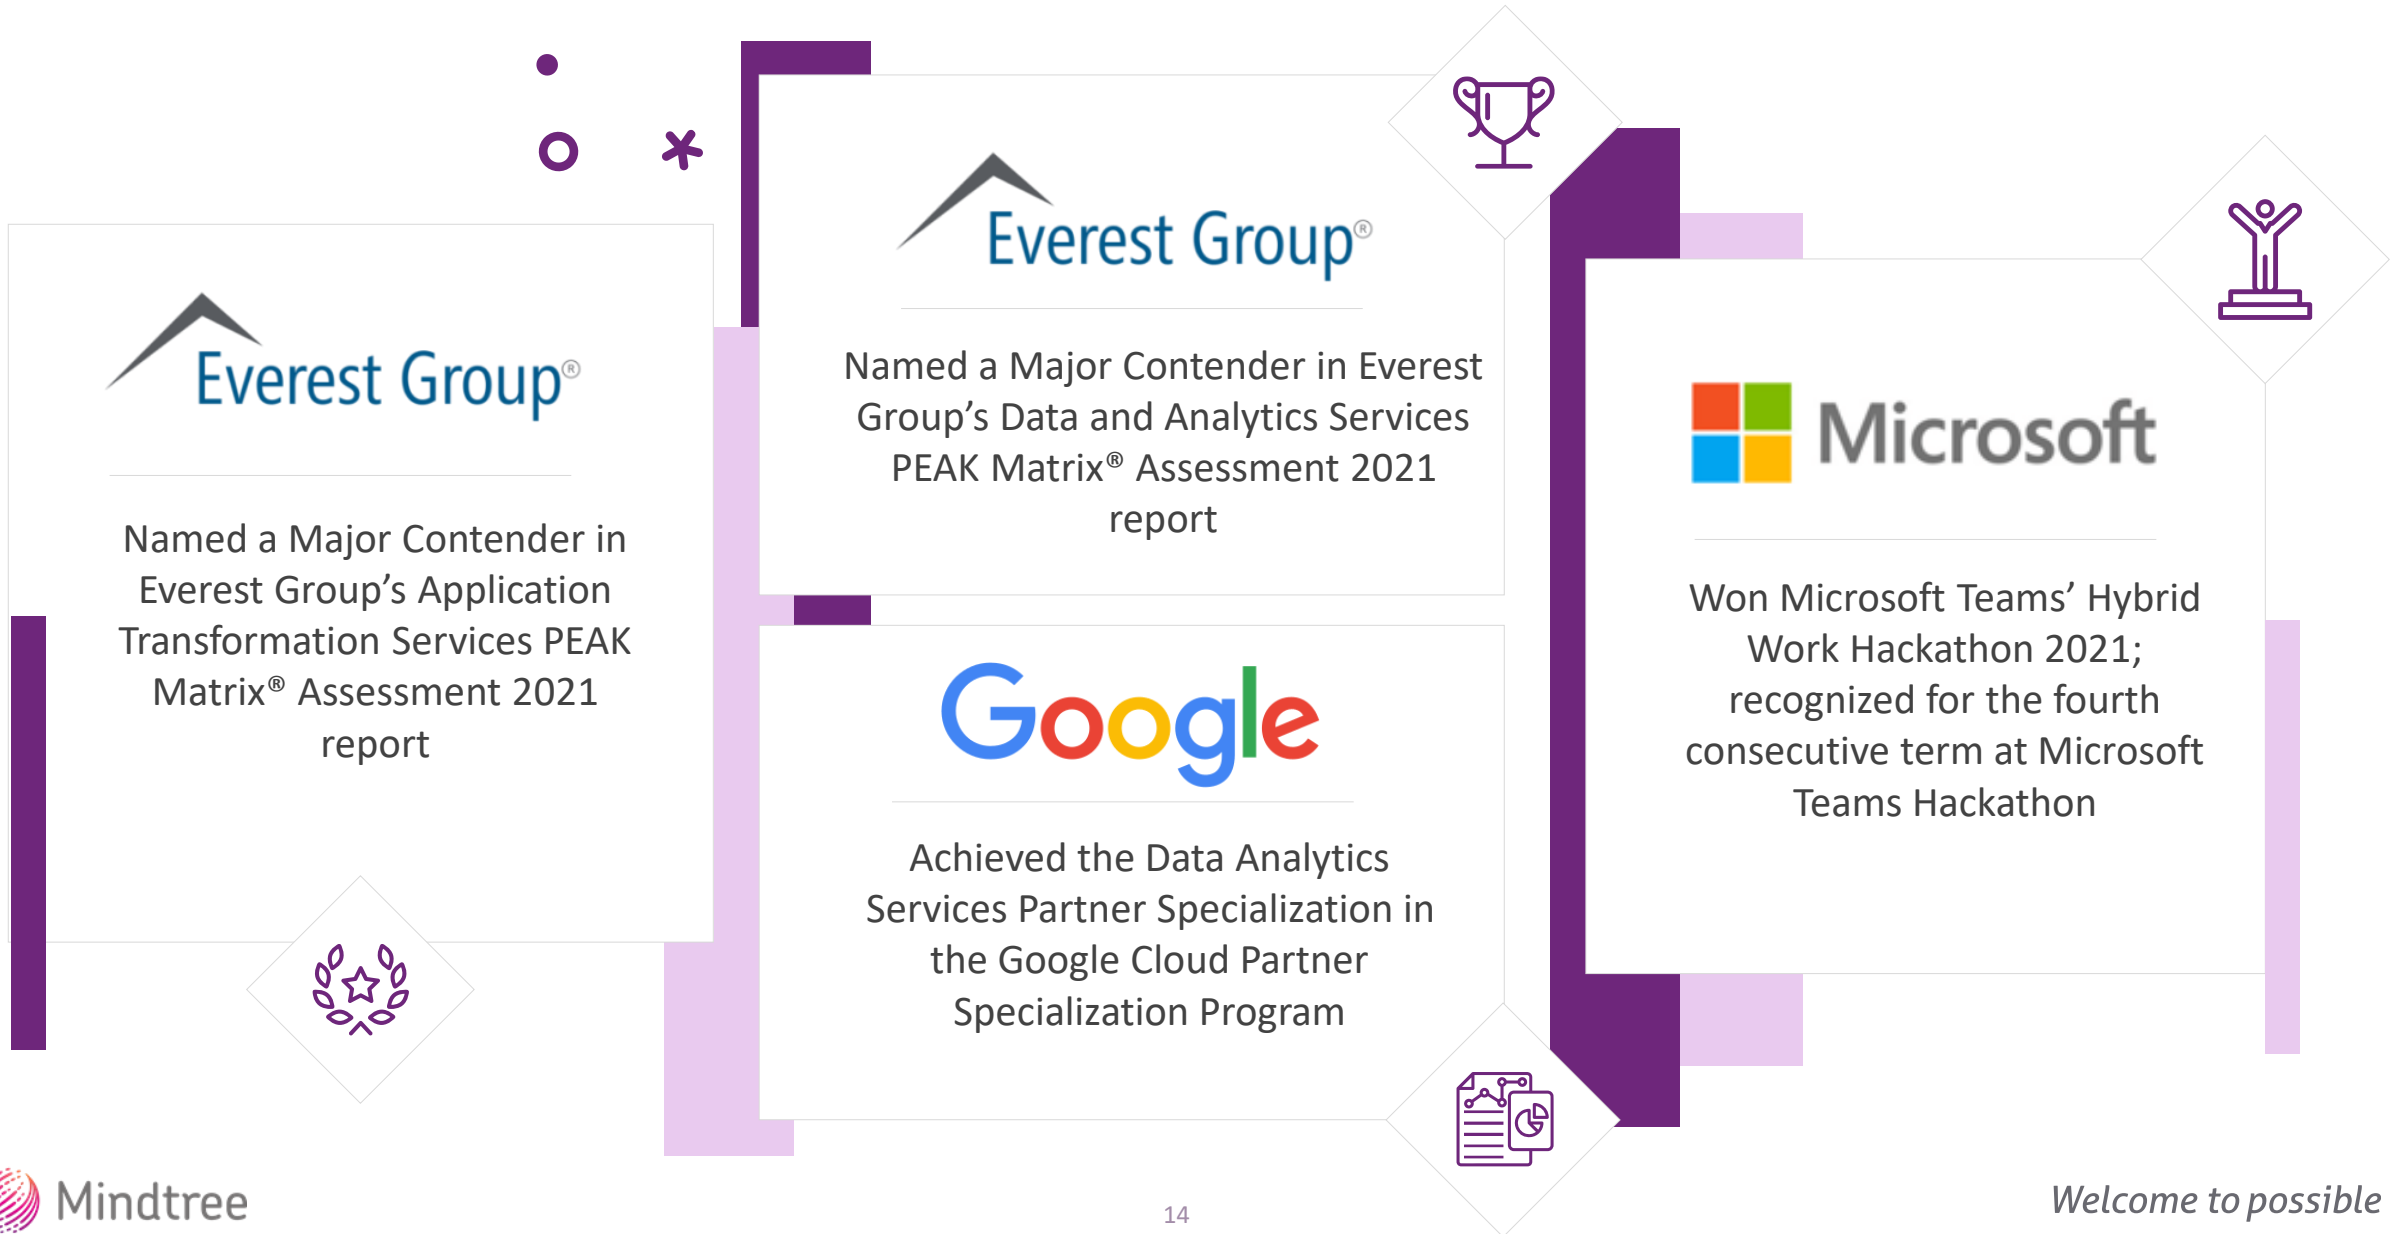 Everest Group®
Named a Major Contender in
Everest Group’s Application
Transformation Services PEAK
Matrix® Assessment 2021
report
Everest Group®
Named a Major Contender in Everest
Group’s Data and Analytics Services
PEAK Matrix® Assessment 2021
report
Google
Achieved the Data Analytics
Services Partner Specialization in
the Google Cloud Partner
Specialization Program
Microsoft
Won Microsoft Teams’ Hybrid
Work Hackathon 2021;
recognized for the fourth
consecutive term at Microsoft
Teams Hackathon
Mindtree
14
Welcome to possible